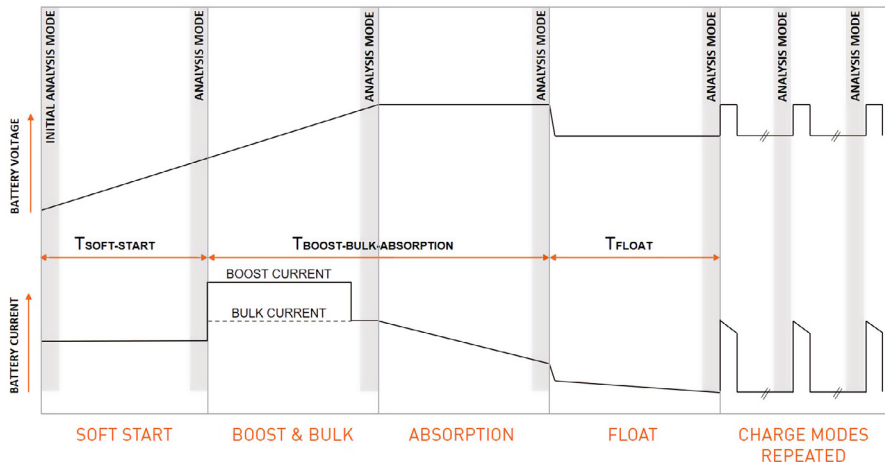 INITIAL ANALYSIS MODE
ANALYSIS MODE
ANALYSIS MODE
ANALYSIS MODE
ANALYSIS MODE
ANALYSIS MODE
ANALYSIS MODE
BATTERY VOLTAGE
TSOFT-START
TBOOST-BULK-ABSORPTION
TFLOAT
BATTERY CURRENT
BOOST CURRENT
BULK CURRENT
SOFT START
BOOST & BULK
ABSORPTION
FLOAT
CHARGE MODES
REPEATED